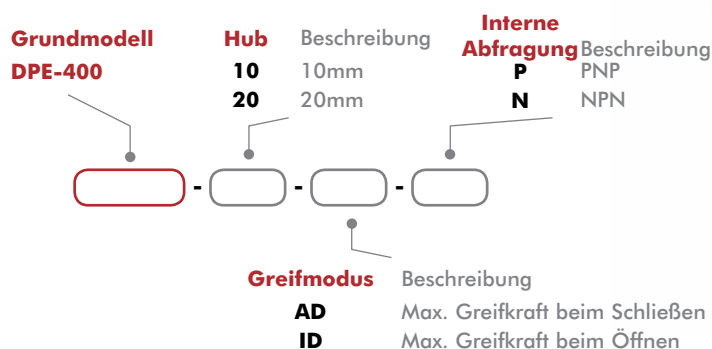 Grundmodell
DPE-400
Hub Beschreibung
10 10mm
20 20mm
Interne
Abfragung Beschreibung
P PNP
N NPN
- - -
Greifmodus Beschreibung
AD Max. Greifkraft beim Schließen
ID Max. Greifkraft beim Öffnen